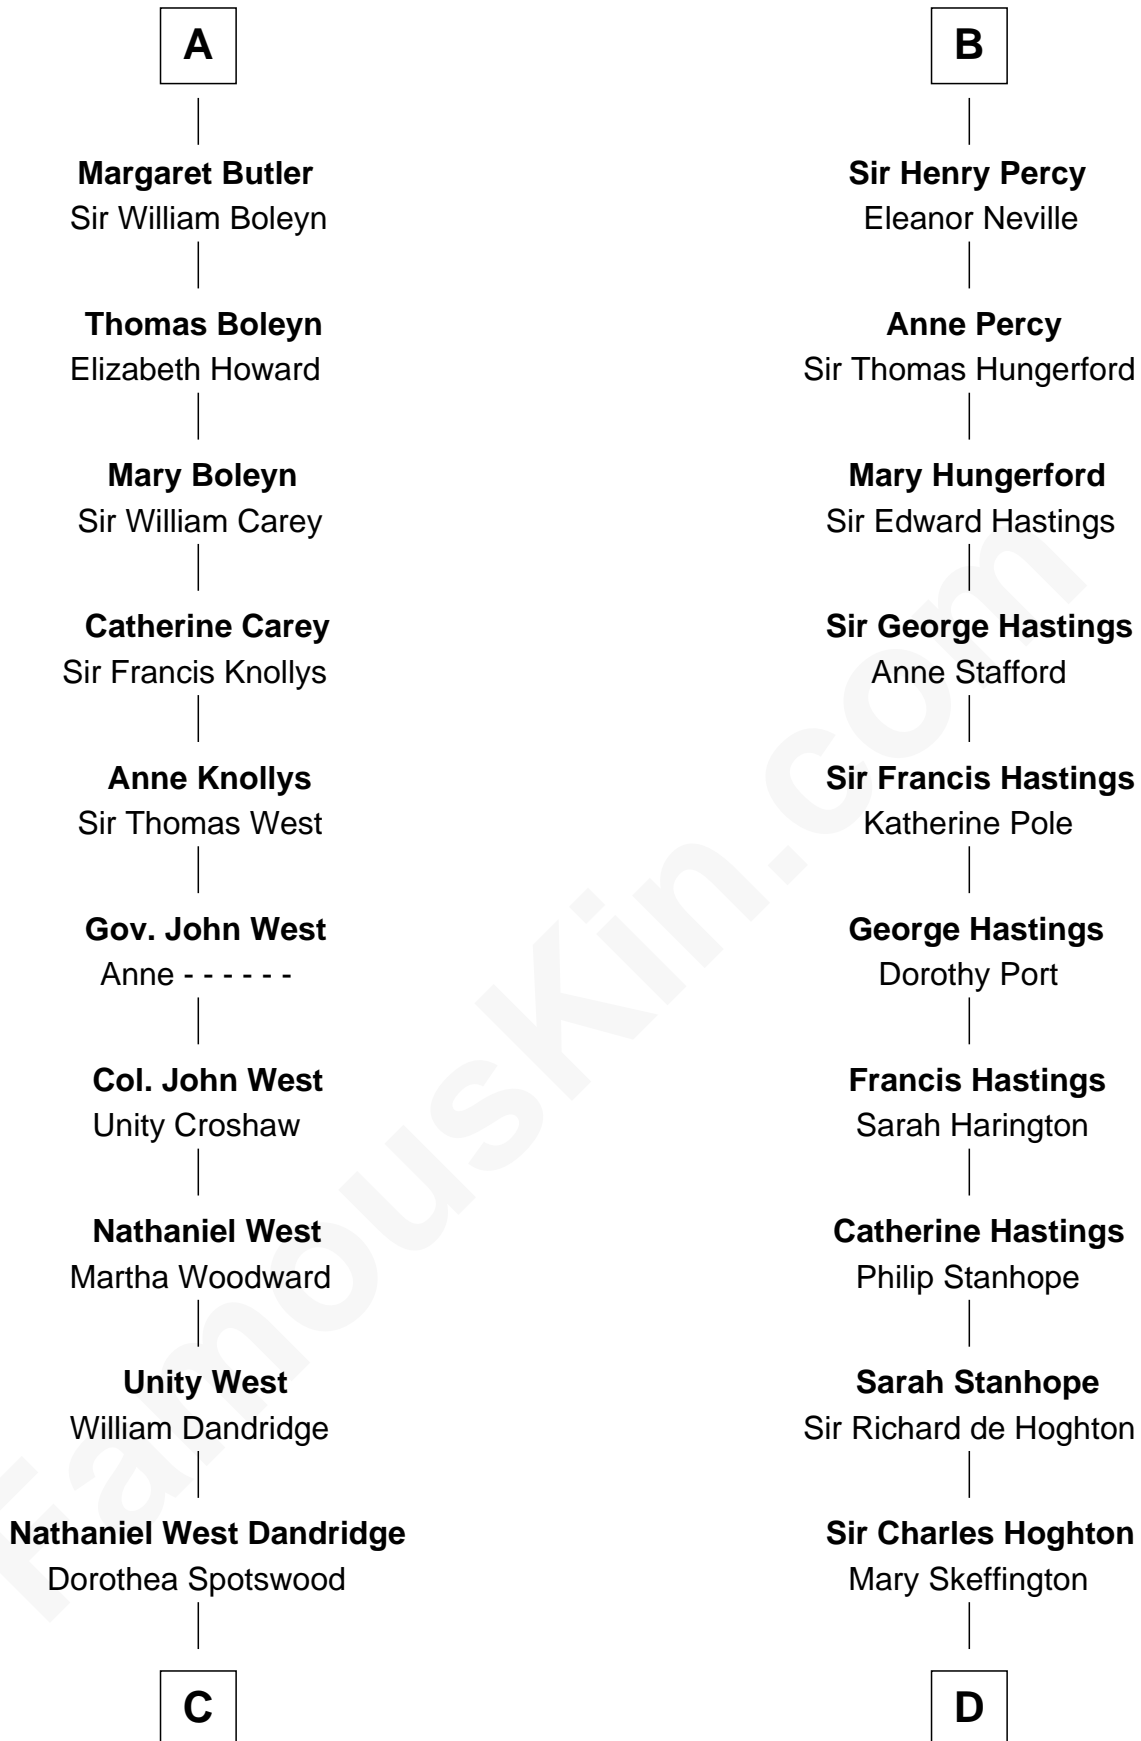 A
Margaret Butler
Sir William Boleyn
Thomas Boleyn
Elizabeth Howard
Mary Boleyn
Sir William Carey
Catherine Carey
Sir Francis Knollys
Anne Knollys
Sir Thomas West
Gov. John West
Anne - - - - - -
Col. John West
Unity Croshaw
Nathaniel West
Martha Woodward
Unity West
William Dandridge
Nathaniel West Dandridge
Dorothea Spotswood
C
B
Sir Henry Percy
Eleanor Neville
Anne Percy
Sir Thomas Hungerford
Mary Hungerford
Sir Edward Hastings
Sir George Hastings
Anne Stafford
Sir Francis Hastings
Katherine Pole
George Hastings
Dorothy Port
Francis Hastings
Sarah Harington
Catherine Hastings
Philip Stanhope
Sarah Stanhope
Sir Richard de Hoghton
Sir Charles Hoghton
Mary Skeffington
D
FamousKin.com